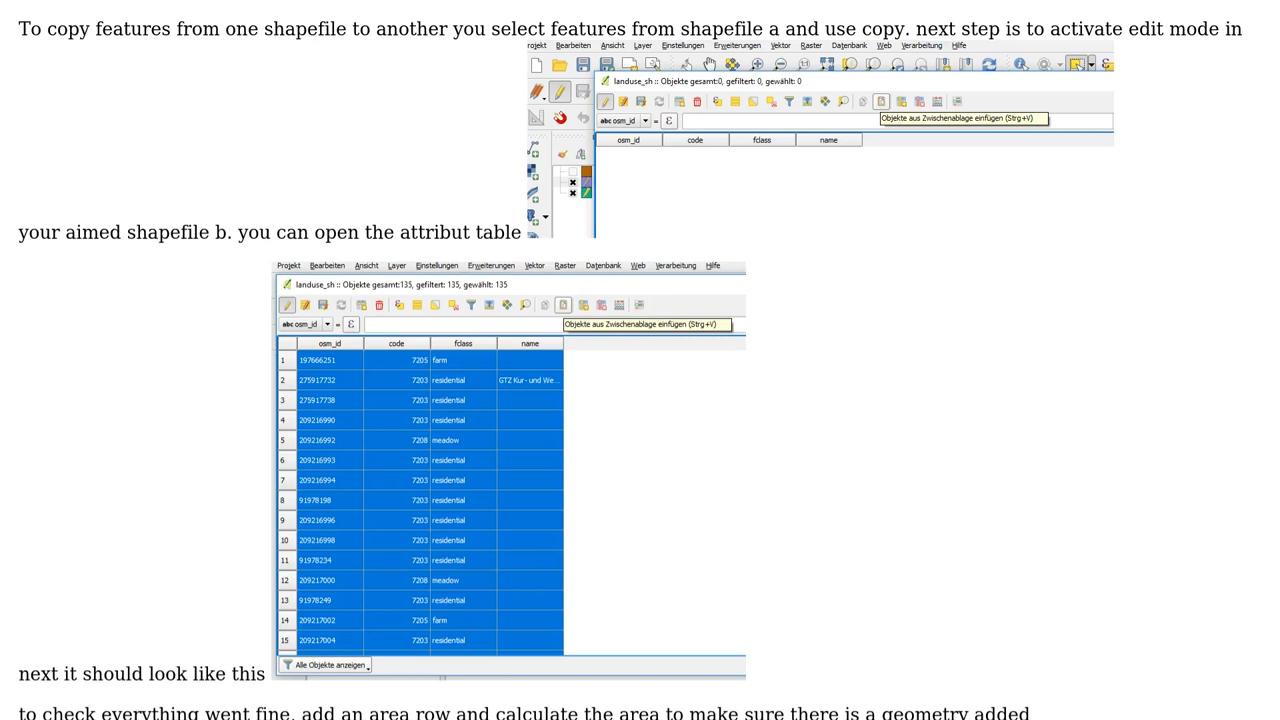 To copy features from one shapefile to another you select features from shapefile a and use copy. next step is to activate edit mode in
rojekt Bearbeiten Ansicht Layer Einstellungen Erweiterungen Vektor Raster Datenbank Web Verarbeitung Hilfe
landuse_sh :: Objekte gesamt:0, gefiltert: 0, gewählt: 0
Objekte aus Zwischenablage einfügen (Strg+V)
abc osm_id = ε
osm_id code fclass name
your aimed shapefile b. you can open the attribut table
Projekt Bearbeiten Ansicht Layer Einstellungen Erweiterungen Vektor Raster Datenbank Web Verarbeitung Hilfe
landuse_sh :: Objekte gesamt:135, gefiltert: 135, gewählt: 135
abc osm_id = ε
Objekte aus Zwischenablage einfügen (Strg+V)
osm_id code fclass name
1 197666251 7205 farm
2 275917732 7203 residential GTZ Kur- und We...
3 275917738 7203 residential
4 209216990 7203 residential
5 209216992 7208 meadow
6 209216993 7203 residential
7 209216994 7203 residential
8 91978198 7203 residential
9 209216996 7203 residential
10 209216998 7203 residential
11 91978234 7203 residential
12 209217000 7208 meadow
13 91978249 7203 residential
14 209217002 7205 farm
15 209217004 7203 residential
Alle Objekte anzeigen
next it should look like this
to check everything went fine, add an area row and calculate the area to make sure there is a geometry added